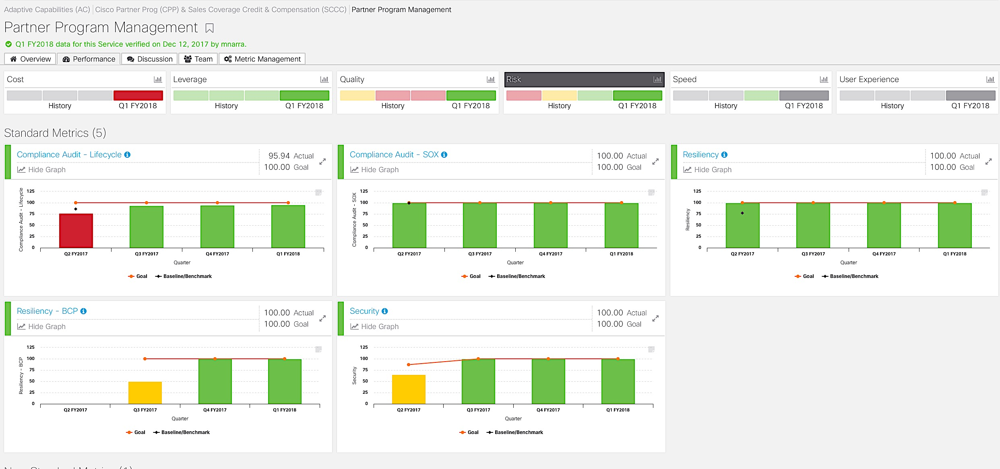 Adaptive Capabilities (AC) | Cisco Partner Prog (CPP) & Sales Coverage Credit & Compensation (SCCC) | Partner Program Management
Partner Program Management
Q1 FY2018 data for this Service verified on Dec 12, 2017 by mnarra.
Overview Performance Discussion Team Metric Management
Cost
History Q1 FY2018
Leverage
History Q1 FY2018
Quality
History Q1 FY2018
Risk
History Q1 FY2018
Speed
History Q1 FY2018
User Experience
History Q1 FY2018
Standard Metrics (5)
Compliance Audit - Lifecycle
95.94 Actual
Hide Graph
100.00 Goal
Compliance Audit - Lifecycle
125
100
75
50
25
0
Q2 FY2017 Q3 FY2017 Q4 FY2017 Q1 FY2018
Quarter
Goal Baseline/Benchmark
Compliance Audit - SOX
100.00 Actual
Hide Graph
100.00 Goal
Compliance Audit - SOX
125
100
75
50
25
0
Q2 FY2017 Q3 FY2017 Q4 FY2017 Q1 FY2018
Quarter
Goal Baseline/Benchmark
Resiliency
100.00 Actual
Hide Graph
100.00 Goal
Resiliency
125
100
75
50
25
0
Q2 FY2017 Q3 FY2017 Q4 FY2017 Q1 FY2018
Quarter
Goal Baseline/Benchmark
Resiliency - BCP
100.00 Actual
Hide Graph
100.00 Goal
Resiliency - BCP
125
100
75
50
25
0
Q2 FY2017 Q3 FY2017 Q4 FY2017 Q1 FY2018
Quarter
Goal Baseline/Benchmark
Security
100.00 Actual
Hide Graph
100.00 Goal
Security
125
100
75
50
25
0
Q2 FY2017 Q3 FY2017 Q4 FY2017 Q1 FY2018
Quarter
Goal Baseline/Benchmark